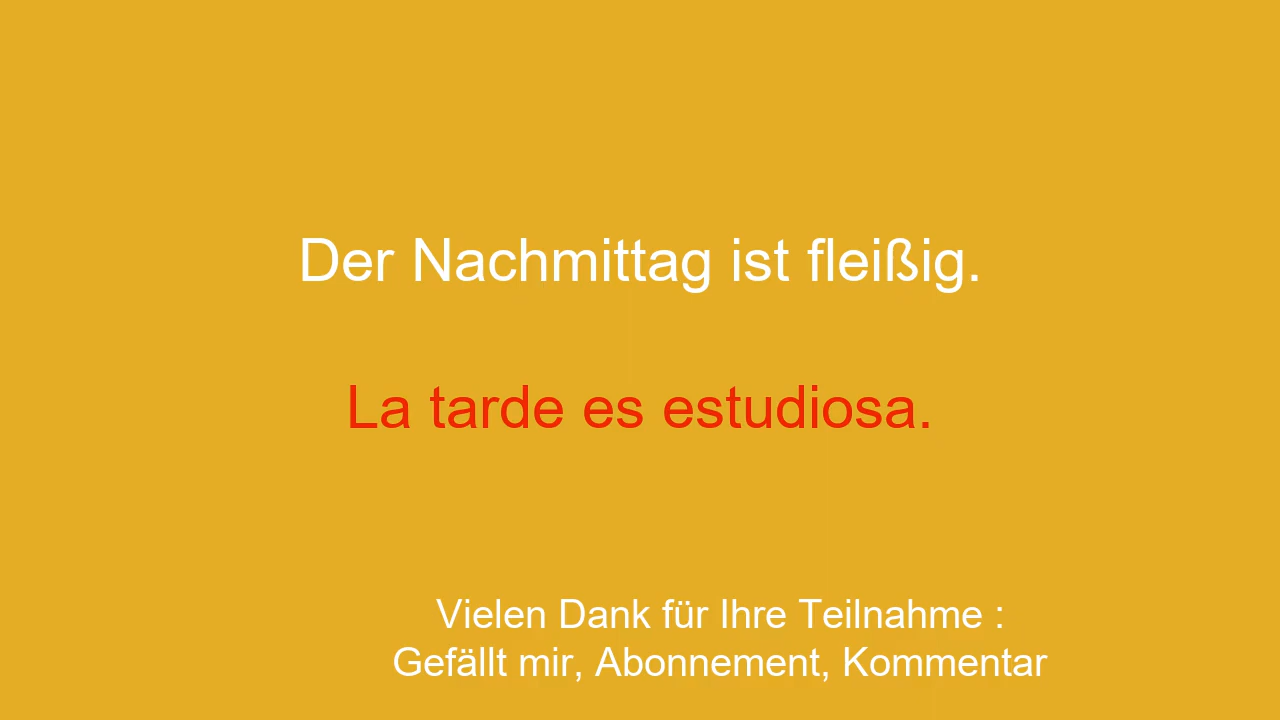 Der Nachmittag ist fleißig.
La tarde es estudiosa.
Vielen Dank für Ihre Teilnahme :
Gefällt mir, Abonnement, Kommentar